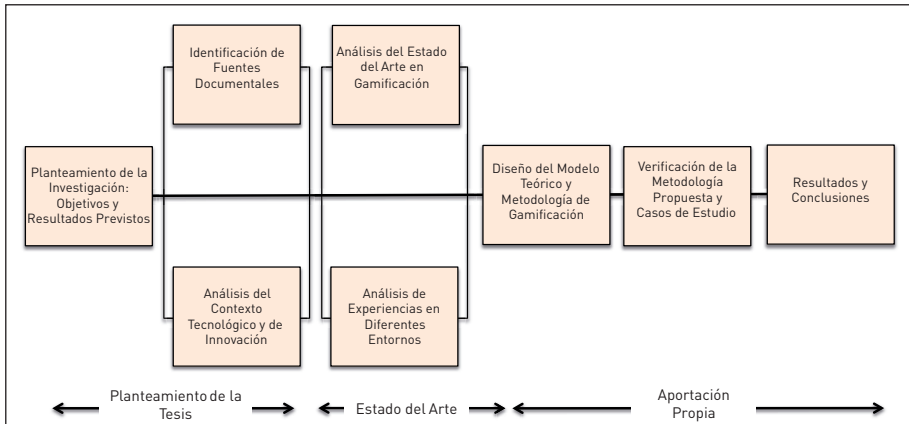 Planteamiento de la
Investigación:
Objetivos y
Resultados Previstos
Identificación de
Fuentes
Documentales
Análisis del
Contexto
Tecnológico y de
Innovación
Análisis del Estado
del Arte en
Gamificación
Análisis de
Experiencias en
Diferentes
Entornos
Diseño del Modelo
Teórico y
Metodología de
Gamificación
Verificación de la
Metodología
Propuesta y
Casos de Estudio
Resultados y
Conclusiones
Planteamiento de la
Tesis
Estado del Arte
Aportación
Propia